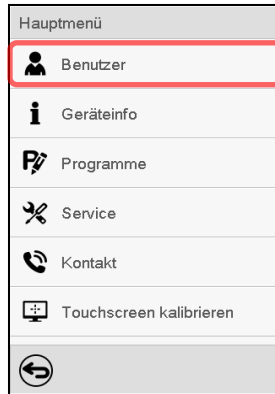 Hauptmenü
Benutzer
Geräteinfo
Programme
Service
Kontakt
Touchscreen kalibrieren